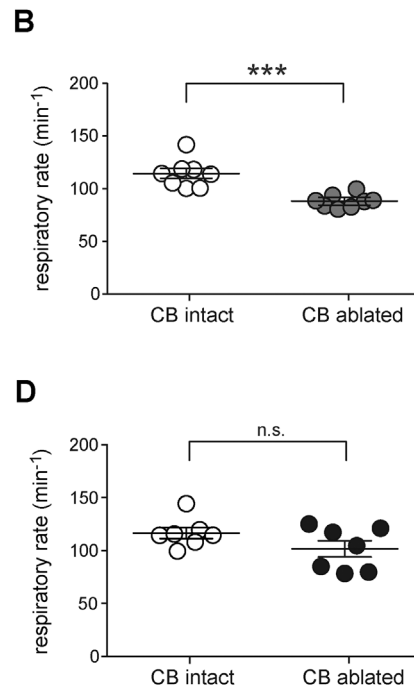 B
***
respiratory rate (min⁻¹)
200
150
100
50
0
CB intact CB ablated
D
n.s.
respiratory rate (min⁻¹)
200
150
100
50
0
CB intact CB ablated